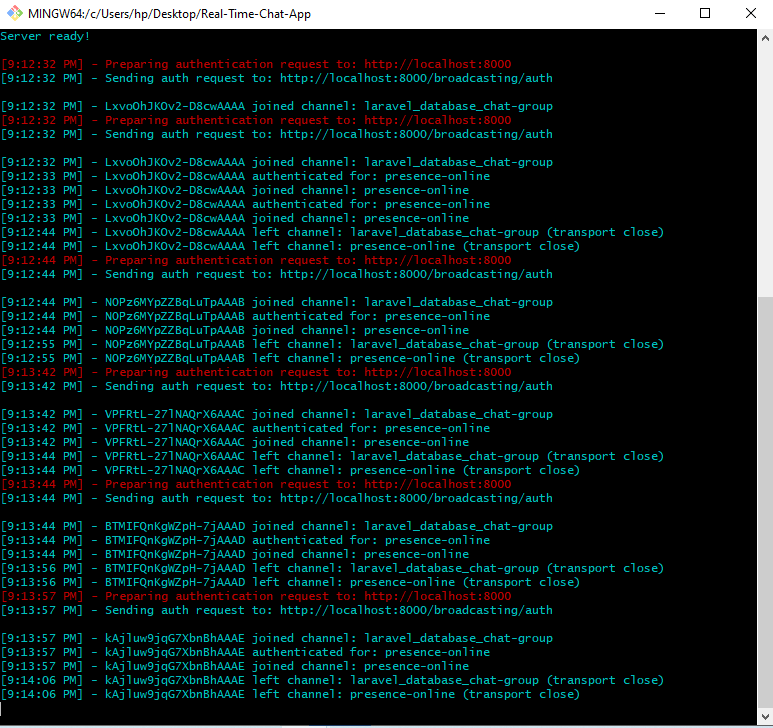 MINGW64:/c/Users/hp/Desktop/Real-Time-Chat-App
Server ready!
[9:12:32 PM] - Preparing authentication request to: http://localhost:8000
[9:12:32 PM] - Sending auth request to: http://localhost:8000/broadcasting/auth
[9:12:32 PM] - LxvoOhJKOv2-D8cwAAAA joined channel: laravel_database_chat-group
[9:12:32 PM] - Preparing authentication request to: http://localhost:8000
[9:12:32 PM] - Sending auth request to: http://localhost:8000/broadcasting/auth
[9:12:32 PM] - LxvoOhJKOv2-D8cwAAAA joined channel: laravel_database_chat-group
[9:12:33 PM] - LxvoOhJKOv2-D8cwAAAA authenticated for: presence-online
[9:12:33 PM] - LxvoOhJKOv2-D8cwAAAA joined channel: presence-online
[9:12:33 PM] - LxvoOhJKOv2-D8cwAAAA authenticated for: presence-online
[9:12:33 PM] - LxvoOhJKOv2-D8cwAAAA joined channel: presence-online
[9:12:44 PM] - LxvoOhJKOv2-D8cwAAAA left channel: laravel_database_chat-group (transport close)
[9:12:44 PM] - LxvoOhJKOv2-D8cwAAAA left channel: presence-online (transport close)
[9:12:44 PM] - Preparing authentication request to: http://localhost:8000
[9:12:44 PM] - Sending auth request to: http://localhost:8000/broadcasting/auth
[9:12:44 PM] - NOPz6MYpZZBqLuTpAAAB joined channel: laravel_database_chat-group
[9:12:44 PM] - NOPz6MYpZZBqLuTpAAAB authenticated for: presence-online
[9:12:44 PM] - NOPz6MYpZZBqLuTpAAAB joined channel: presence-online
[9:12:55 PM] - NOPz6MYpZZBqLuTpAAAB left channel: laravel_database_chat-group (transport close)
[9:12:55 PM] - NOPz6MYpZZBqLuTpAAAB left channel: presence-online (transport close)
[9:13:42 PM] - Preparing authentication request to: http://localhost:8000
[9:13:42 PM] - Sending auth request to: http://localhost:8000/broadcasting/auth
[9:13:42 PM] - VPFRtL-27lNAQrX6AAAC joined channel: laravel_database_chat-group
[9:13:42 PM] - VPFRtL-27lNAQrX6AAAC authenticated for: presence-online
[9:13:42 PM] - VPFRtL-27lNAQrX6AAAC joined channel: presence-online
[9:13:44 PM] - VPFRtL-27lNAQrX6AAAC left channel: laravel_database_chat-group (transport close)
[9:13:44 PM] - VPFRtL-27lNAQrX6AAAC left channel: presence-online (transport close)
[9:13:44 PM] - Preparing authentication request to: http://localhost:8000
[9:13:44 PM] - Sending auth request to: http://localhost:8000/broadcasting/auth
[9:13:44 PM] - BTMIFQnKgWZpH-7jAAAD joined channel: laravel_database_chat-group
[9:13:44 PM] - BTMIFQnKgWZpH-7jAAAD authenticated for: presence-online
[9:13:44 PM] - BTMIFQnKgWZpH-7jAAAD joined channel: presence-online
[9:13:56 PM] - BTMIFQnKgWZpH-7jAAAD left channel: laravel_database_chat-group (transport close)
[9:13:56 PM] - BTMIFQnKgWZpH-7jAAAD left channel: presence-online (transport close)
[9:13:57 PM] - Preparing authentication request to: http://localhost:8000
[9:13:57 PM] - Sending auth request to: http://localhost:8000/broadcasting/auth
[9:13:57 PM] - kAjluw9jqG7XbnBhAAAE joined channel: laravel_database_chat-group
[9:13:57 PM] - kAjluw9jqG7XbnBhAAAE authenticated for: presence-online
[9:13:57 PM] - kAjluw9jqG7XbnBhAAAE joined channel: presence-online
[9:14:06 PM] - kAjluw9jqG7XbnBhAAAE left channel: laravel_database_chat-group (transport close)
[9:14:06 PM] - kAjluw9jqG7XbnBhAAAE left channel: presence-online (transport close)